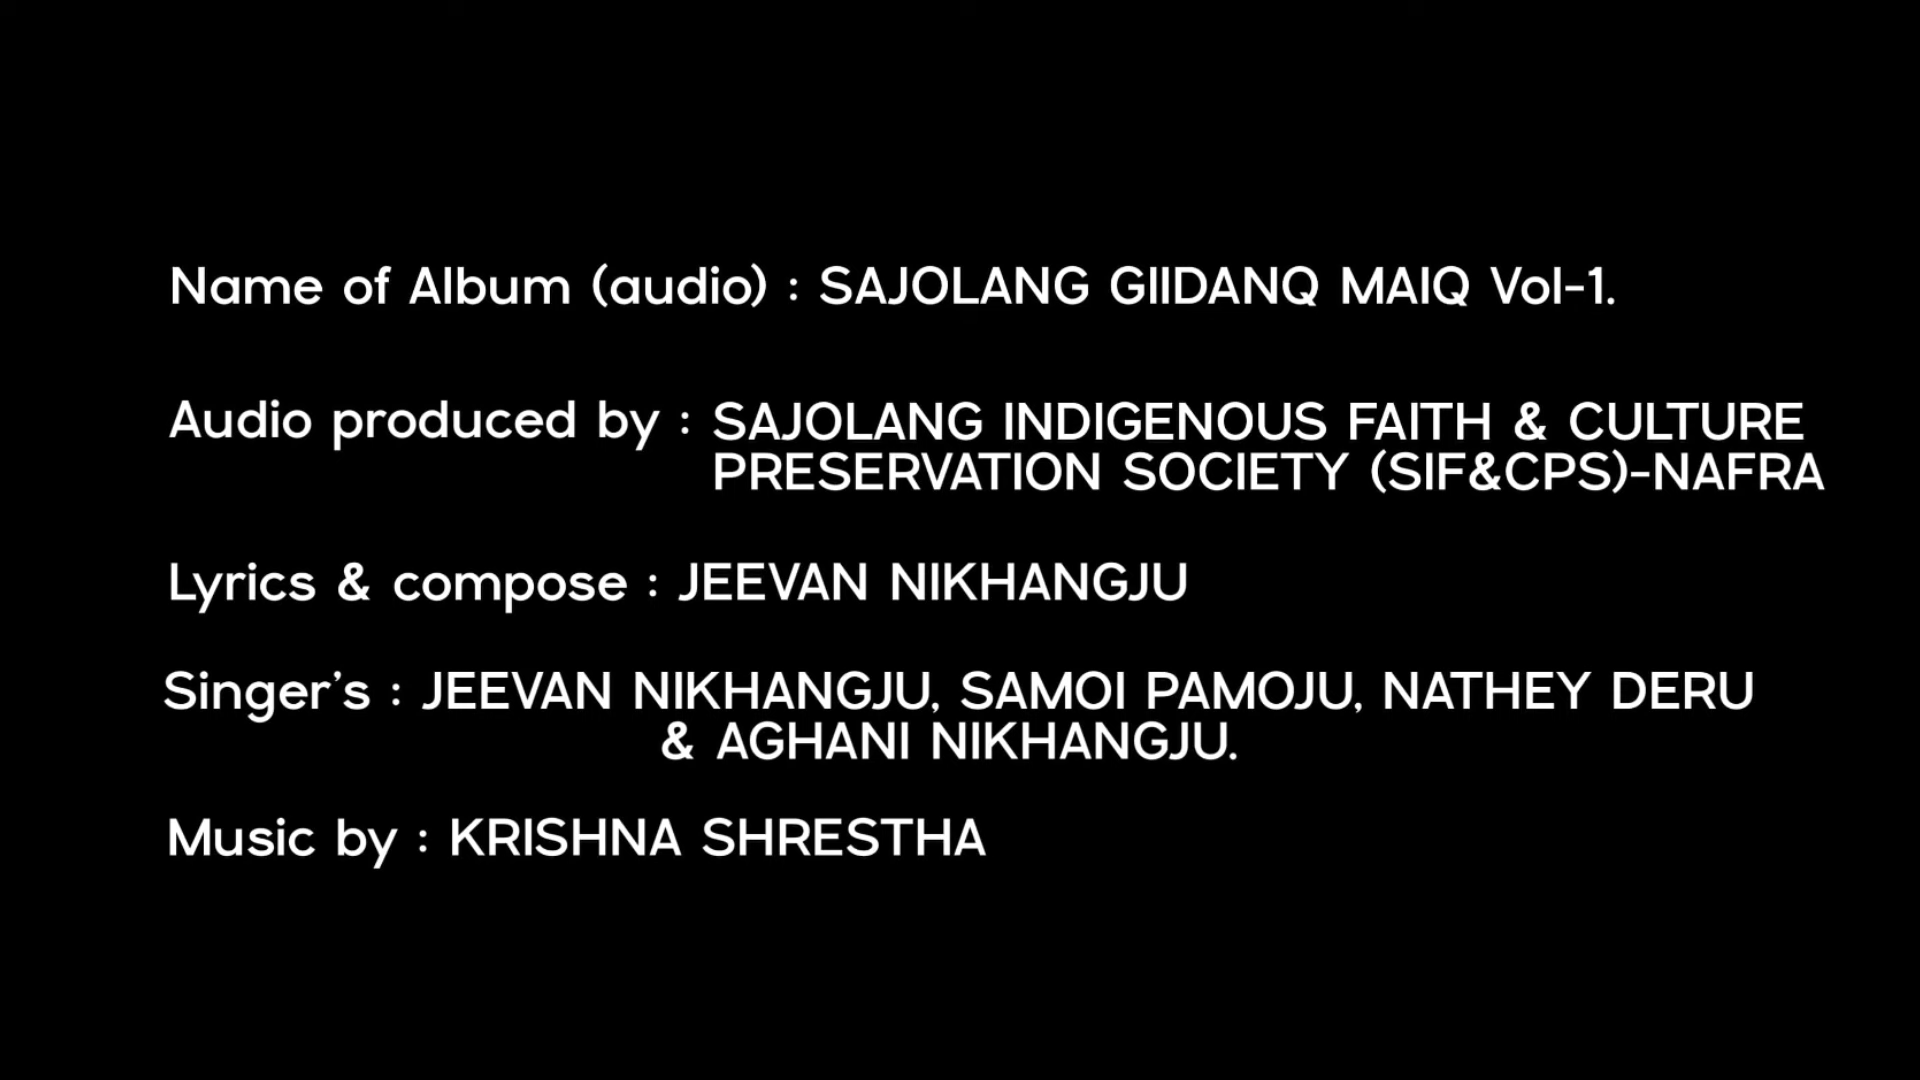 Name of Album (audio) : SAJOLANG GIIDANQ MAIQ Vol-1.
Audio produced by : SAJOLANG INDIGENOUS FAITH & CULTURE
PRESERVATION SOCIETY (SIF&CPS)-NAFRA
Lyrics & compose : JEEVAN NIKHANGJU
Singer's : JEEVAN NIKHANGJU, SAMOI PAMOJU, NATHEY DERU
& AGHANI NIKHANGJU.
Music by : KRISHNA SHRESTHA